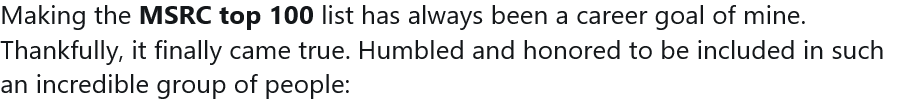 Making the MSRC top 100 list has always been a career goal of mine.
Thankfully, it finally came true. Humbled and honored to be included in such
an incredible group of people: